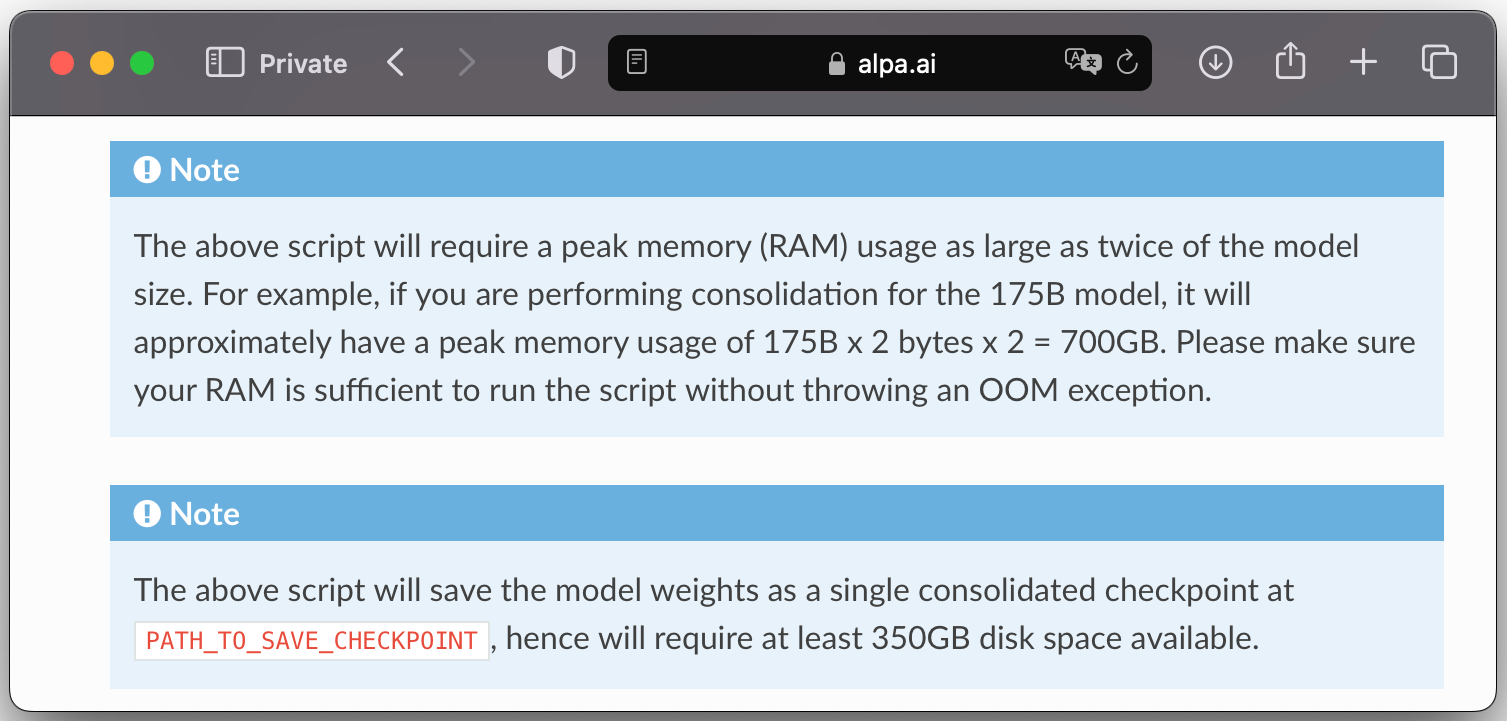 Private
alpa.ai
Note
The above script will require a peak memory (RAM) usage as large as twice of the model
size. For example, if you are performing consolidation for the 175B model, it will
approximately have a peak memory usage of 175B x 2 bytes x 2 = 700GB. Please make sure
your RAM is sufficient to run the script without throwing an OOM exception.
Note
The above script will save the model weights as a single consolidated checkpoint at
PATH_TO_SAVE_CHECKPOINT, hence will require at least 350GB disk space available.